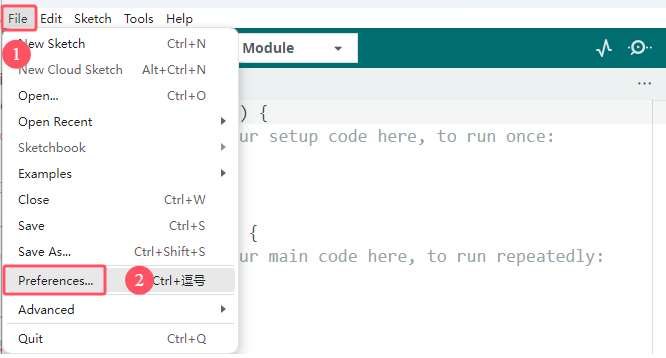 File Edit Sketch Tools Help
1
New Sketch Ctrl+N
Module
New Cloud Sketch Alt+Ctrl+N
Open... Ctrl+O
) {
Open Recent
ur setup code here, to run once:
Sketchbook
Examples
Close Ctrl+W
Save Ctrl+S
{
Save As... Ctrl+Shift+S
ur main code here, to run repeatedly:
Preferences... 2 Ctrl+逗号
Advanced
Quit Ctrl+Q